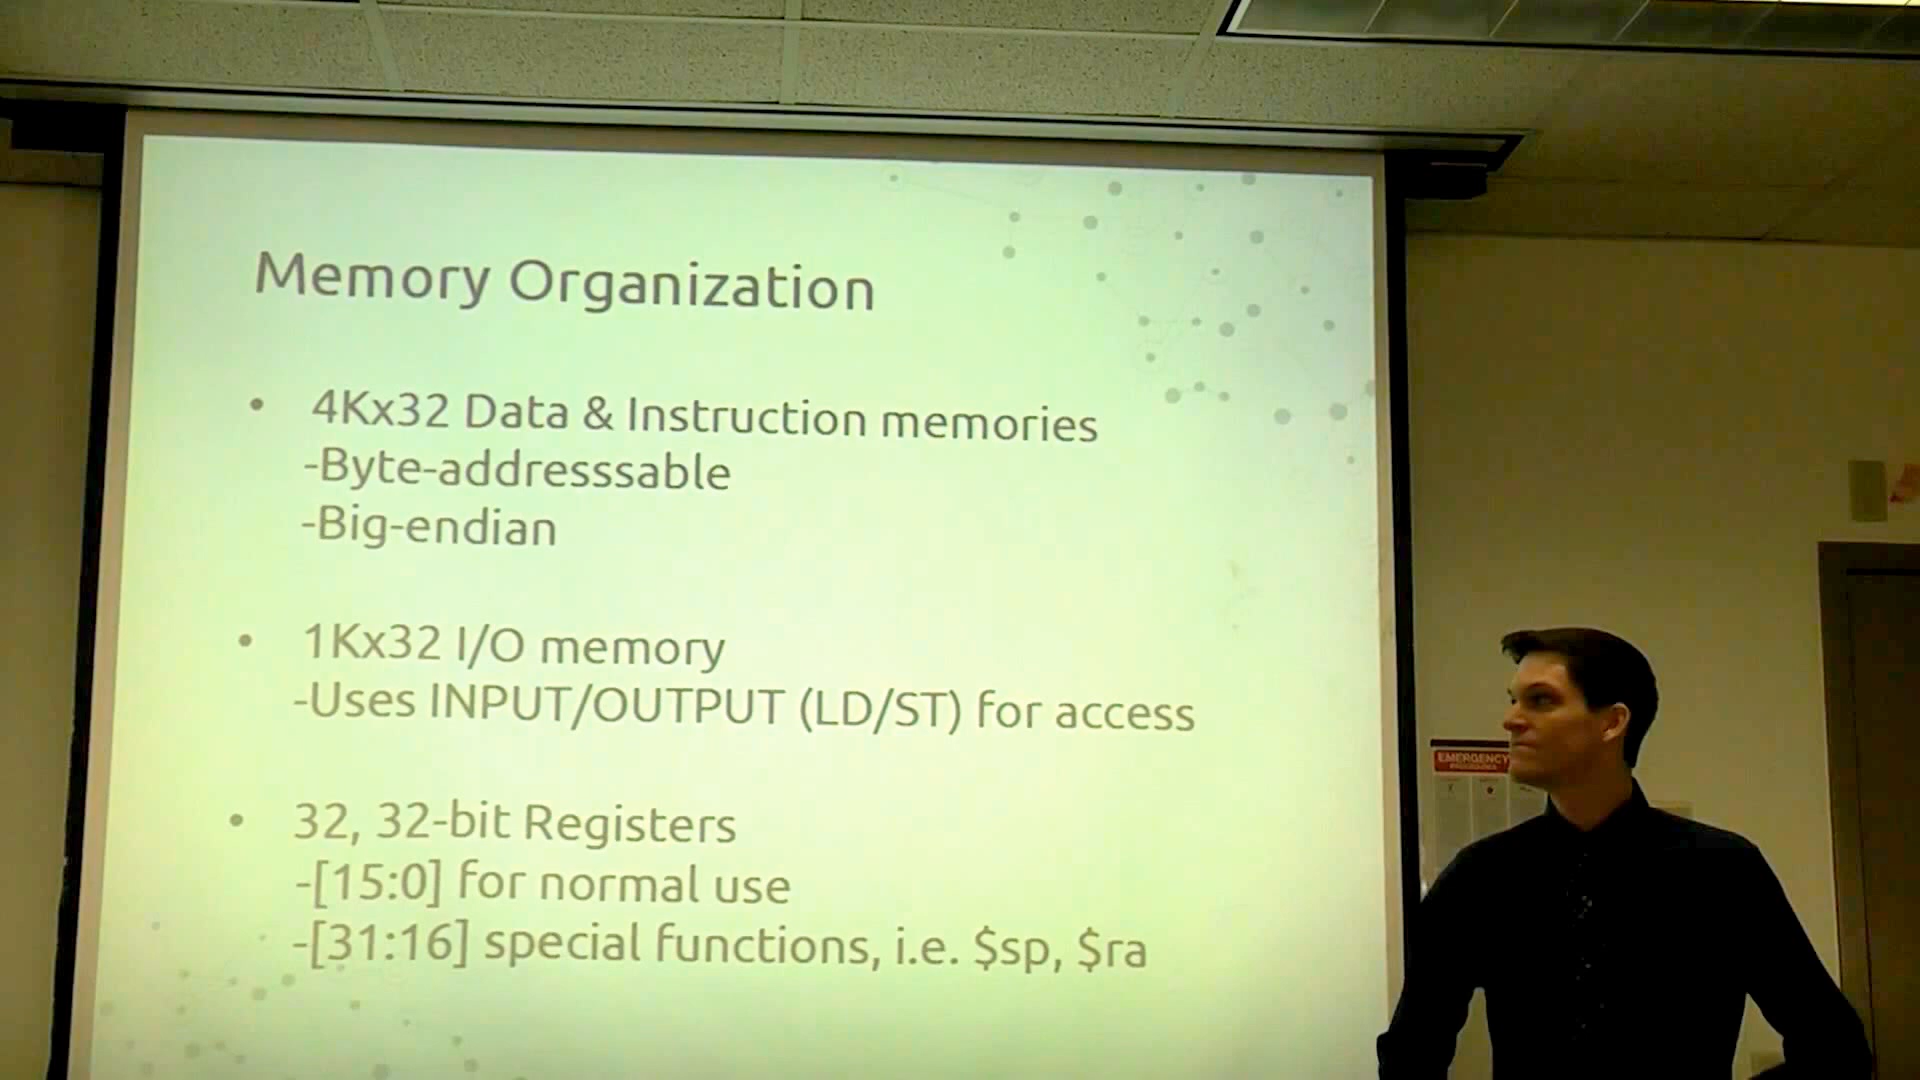 Memory Organization
• 4Kx32 Data & Instruction memories
-Byte-addresssable
-Big-endian
• 1Kx32 I/O memory
-Uses INPUT/OUTPUT (LD/ST) for access
• 32, 32-bit Registers
-[15:0] for normal use
-[31:16] special functions, i.e. $sp, $ra
EMERGENCY